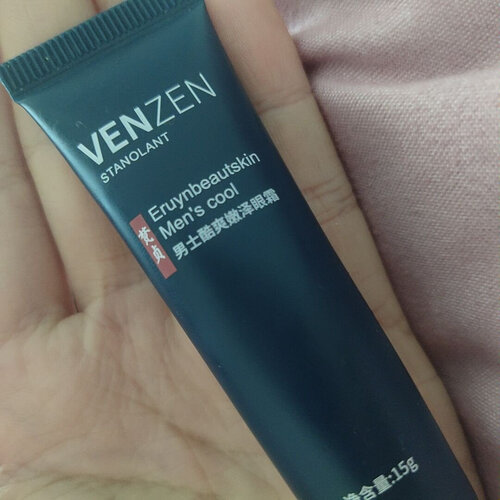 VENZEN
STANOLANT
梵贞
Eruynbeautskin
Men's cool
男士酷爽嫩泽眼霜
净含量:15g